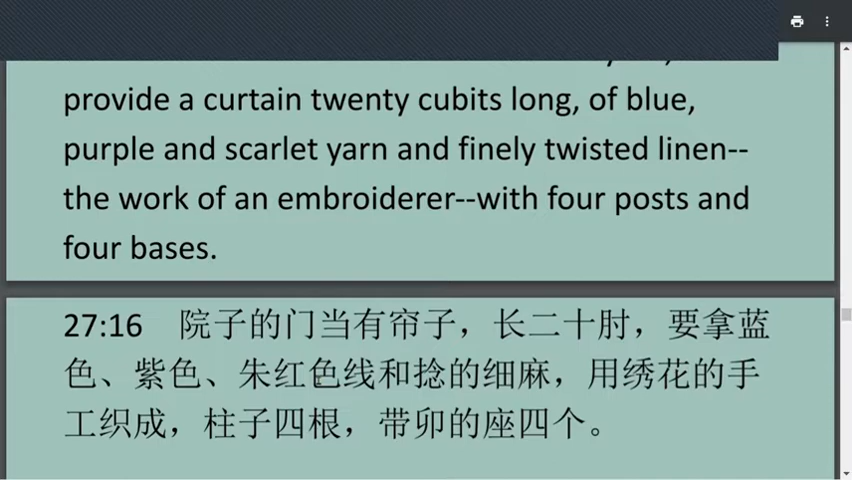 provide a curtain twenty cubits long, of blue,
purple and scarlet yarn and finely twisted linen--
the work of an embroiderer--with four posts and
four bases.
27:16 院子的门当有帘子，长二十肘，要拿蓝
色、紫色、朱红色线和捻的细麻，用绣花的手
工织成，柱子四根，带卯的座四个。